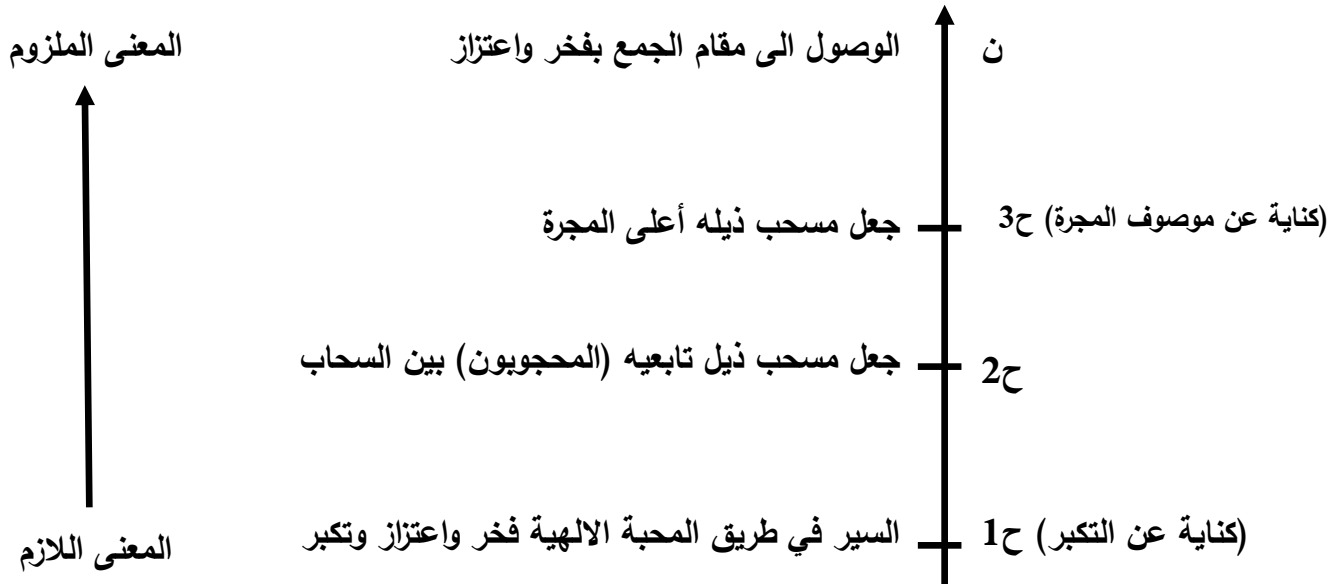 ن الوصول الى مقام الجمع بفخر واعتزاز المعنى الملزوم
(كناية عن موصوف المجرة) ح3 جعل مسحب ذيله أعلى المجرة
ح2 جعل مسحب ذيل تابعيه (المحجوبون) بين السحاب
(كناية عن التكبر) ح1 السير في طريق المحبة الالهية فخر واعتزاز وتكبر المعنى اللازم